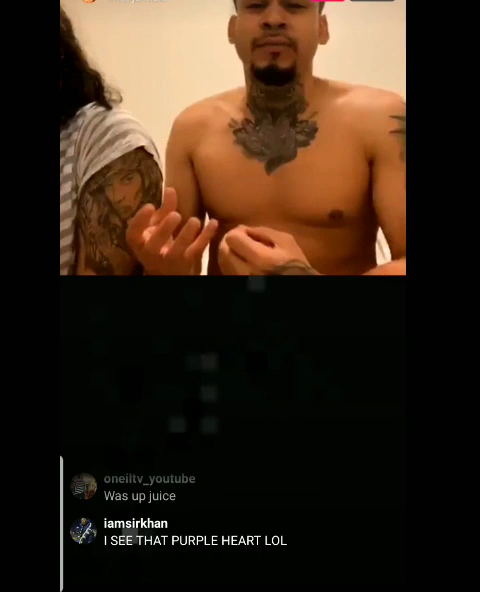 oneiltv_youtube
Was up juice
iamsirkhan
I SEE THAT PURPLE HEART LOL